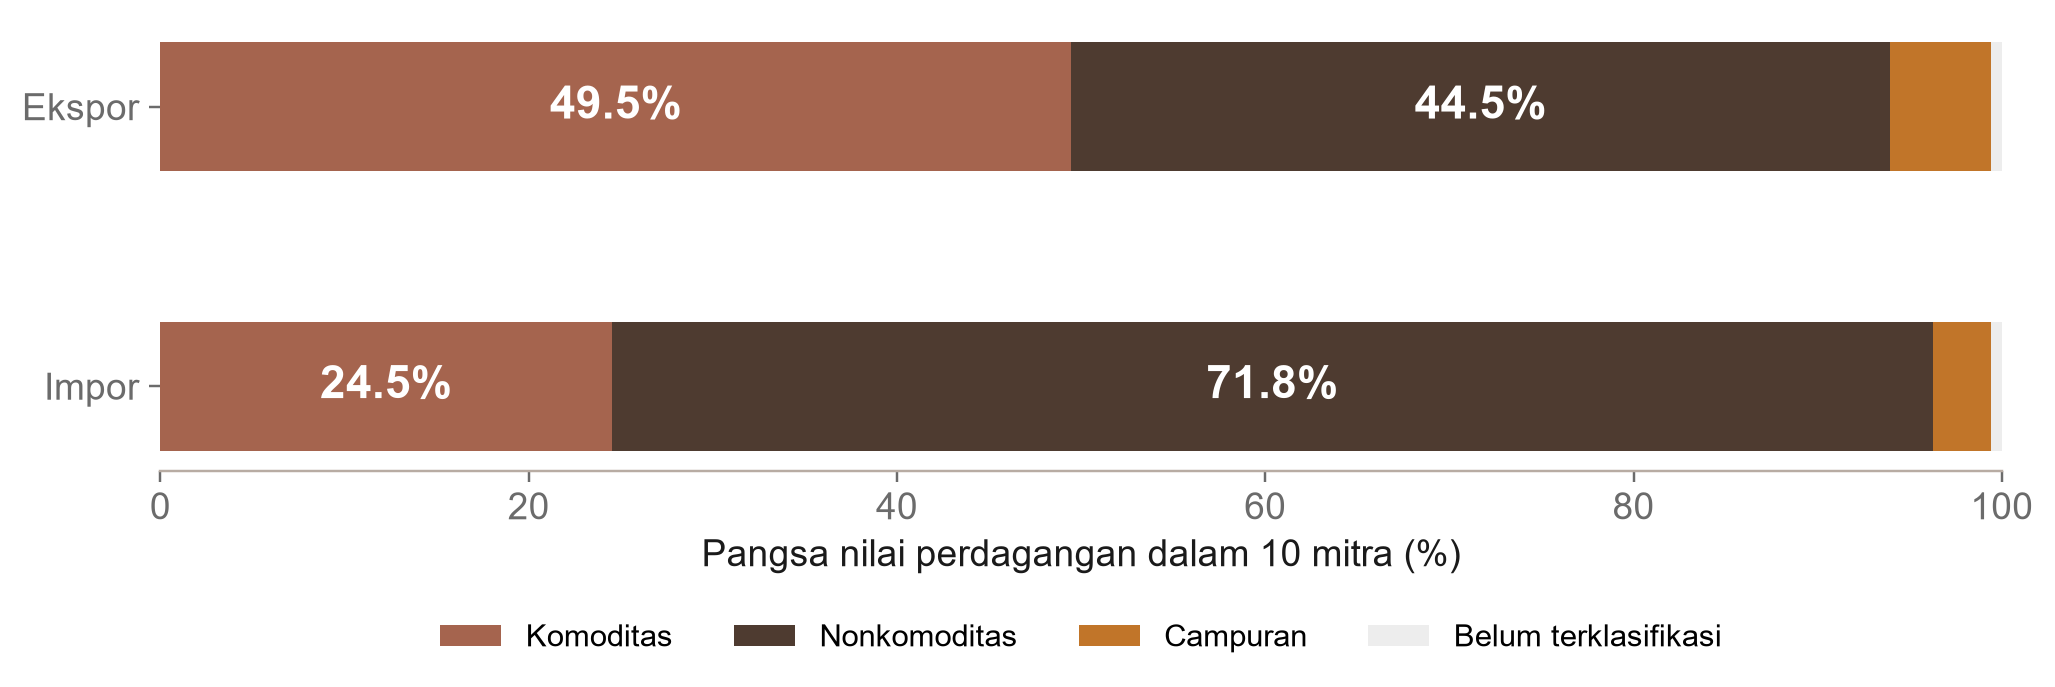 Ekspor
49.5%
44.5%
Impor
24.5%
71.8%
0 20 40 60 80 100
Pangsa nilai perdagangan dalam 10 mitra (%)
Komoditas Nonkomoditas Campuran Belum terklasifikasi